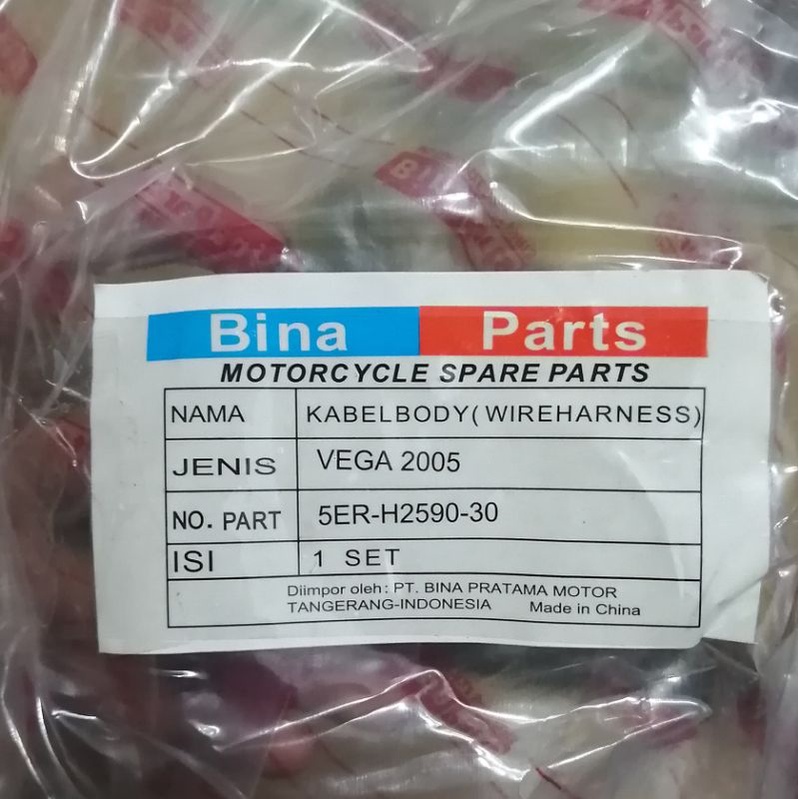 Bina Parts
MOTORCYCLE SPARE PARTS
NAMA KABELBODY(WIREHARNESS)
JENIS VEGA 2005
NO. PART 5ER-H2590-30
ISI 1 SET
Diimpor oleh: PT. BINA PRATAMA MOTOR
TANGERANG-INDONESIA Made in China